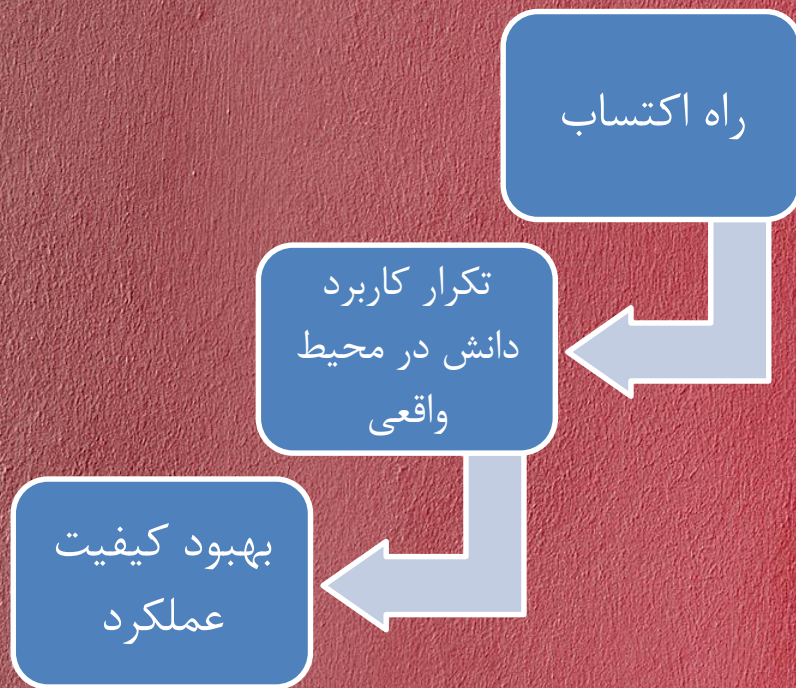 راه اکتساب
تکرار کاربرد
دانش در محیط
واقعی
بهبود کیفیت
عملکرد